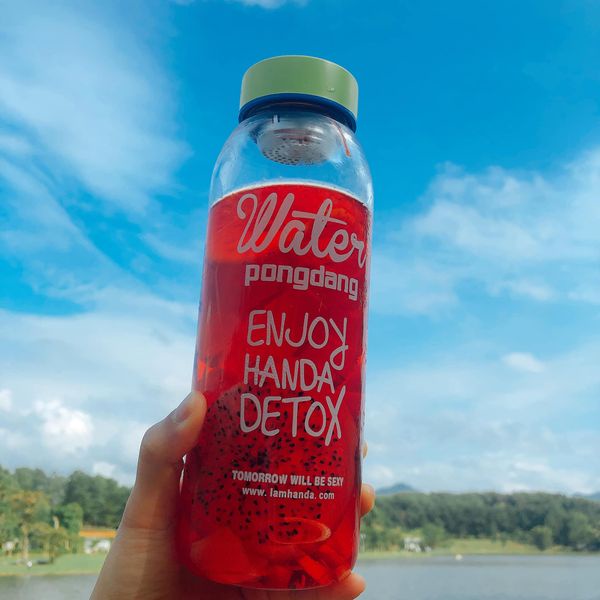 Water
pongdang
ENJOY
HANDA
DETOX
TOMORROW WILL BE SEXY
www.lamhanda.com